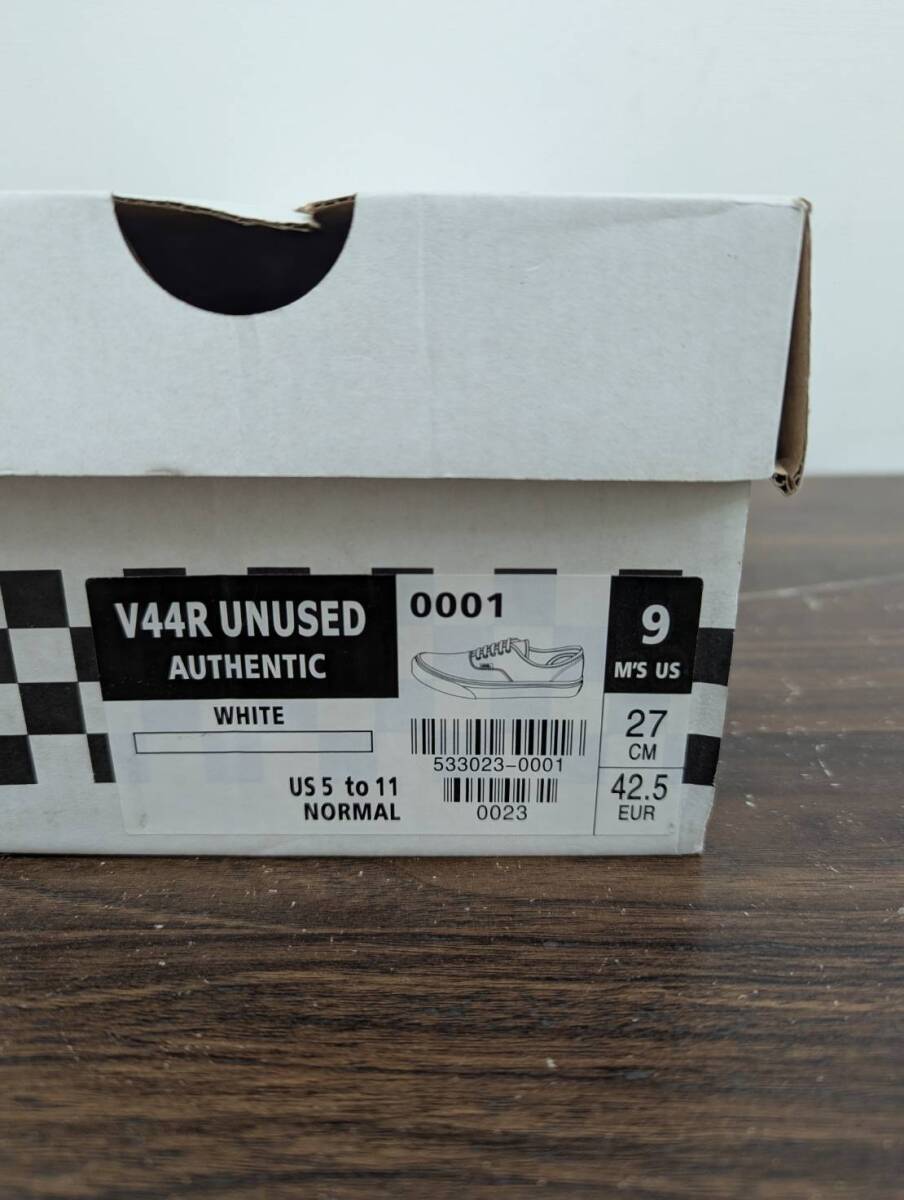 V44R UNUSED
AUTHENTIC
WHITE
US 5 to 11
NORMAL
0001
533023-0001
0023
9
M'S US
27
CM
42.5
EUR